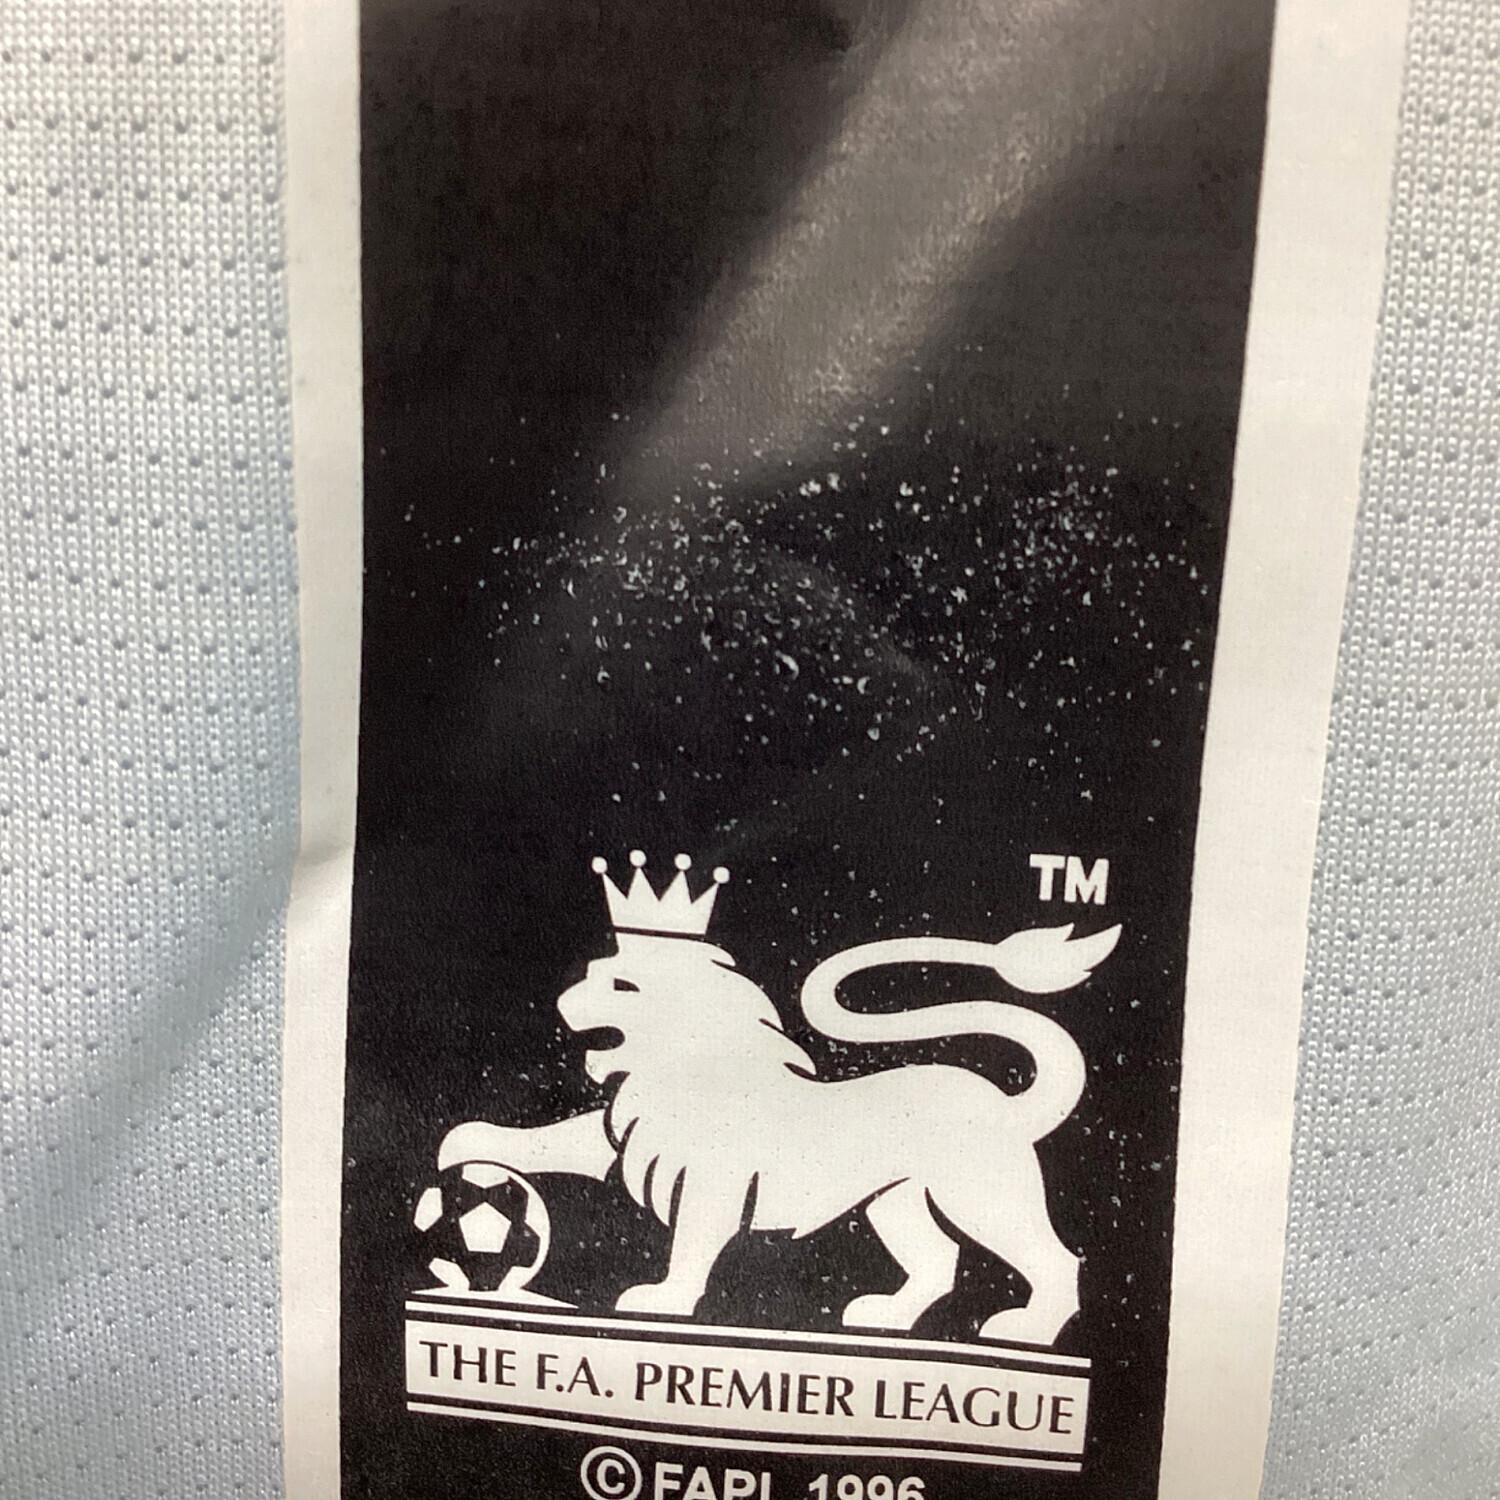 TM
THE F.A. PREMIER LEAGUE
© FAPL 1996